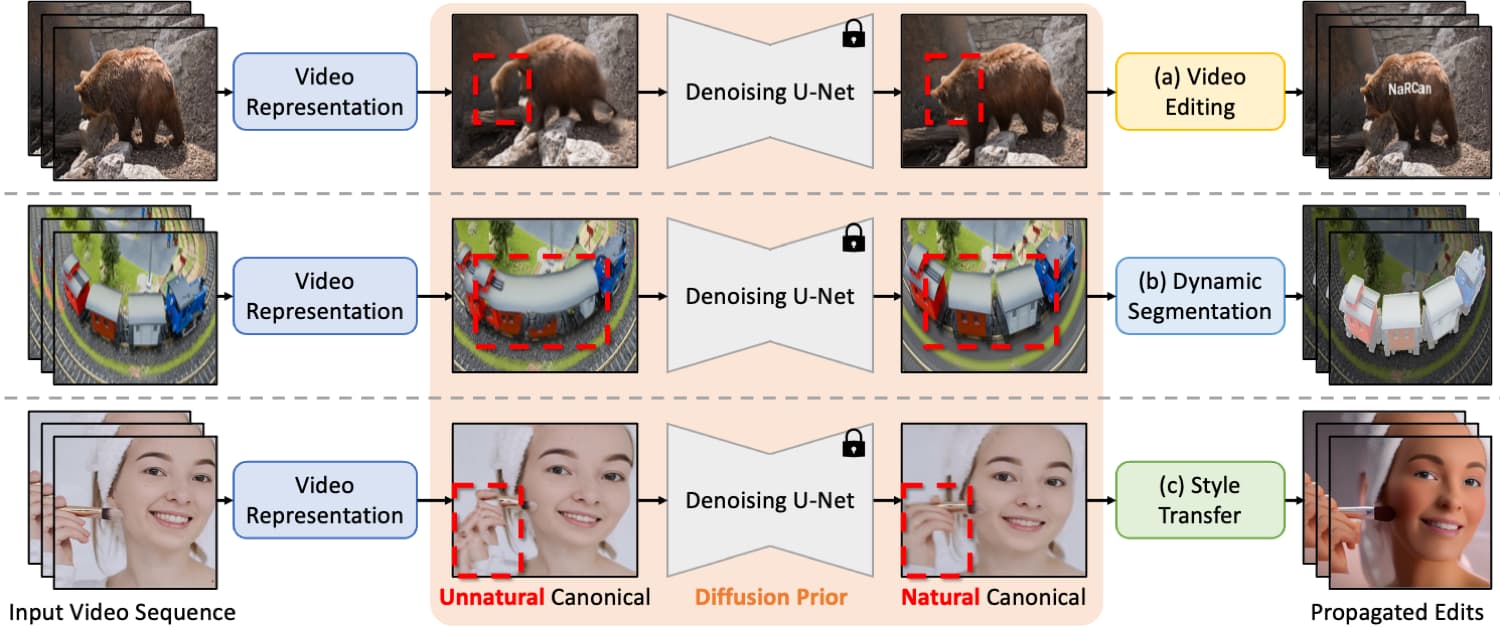 Video
Representation
Denoising U-Net
(a) Video
Editing
NaRCan
Video
Representation
Denoising U-Net
(b) Dynamic
Segmentation
Video
Representation
Denoising U-Net
(c) Style
Transfer
Input Video Sequence
Unnatural Canonical
Diffusion Prior
Natural Canonical
Propagated Edits